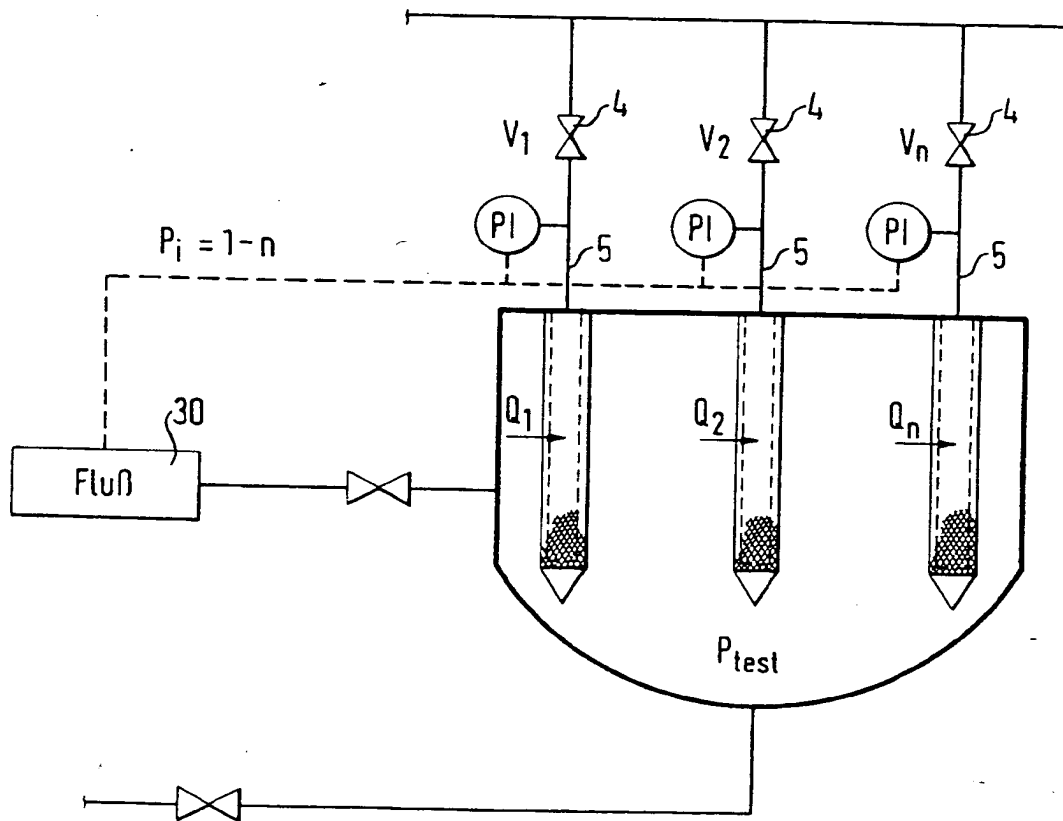 4 4 4
V1 V2 Vn
PI PI PI
Pi = 1-n
5 5 5
30
Q1 Q2 Qn
Fluß
Ptest